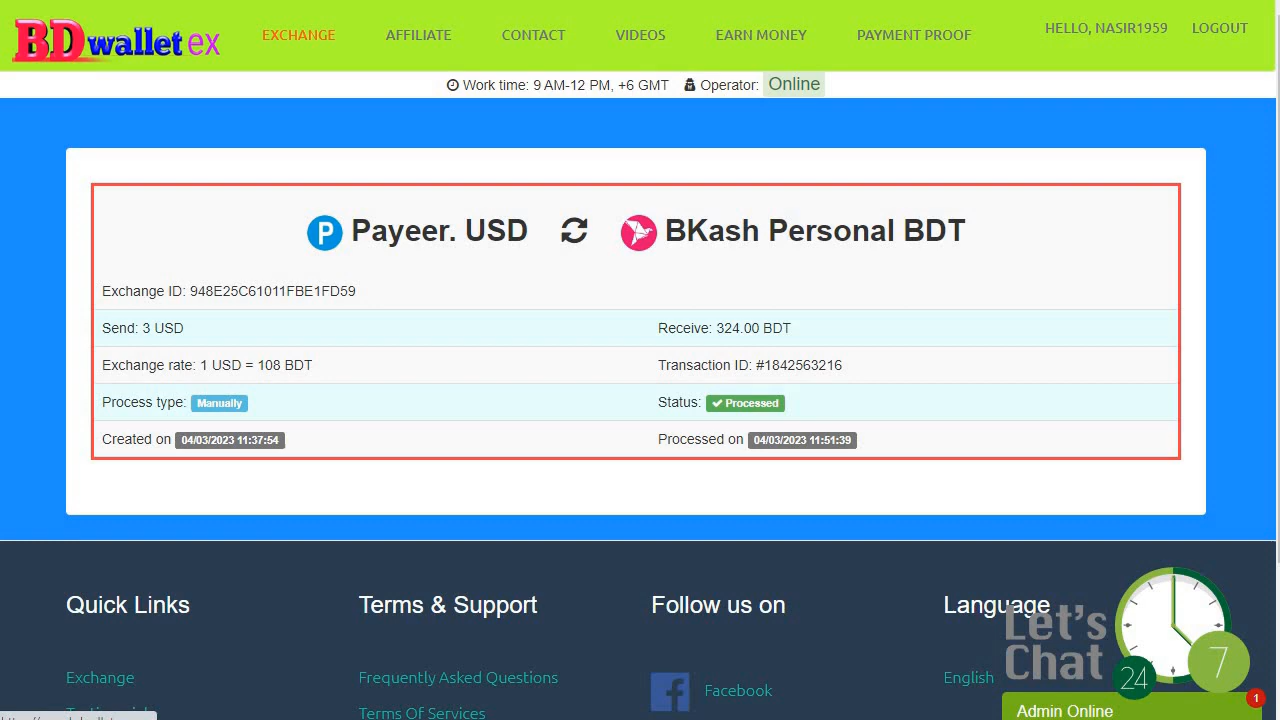 BD wallet ex EXCHANGE AFFILIATE CONTACT VIDEOS EARN MONEY PAYMENT PROOF HELLO, NASIR1959 LOGOUT
Work time: 9 AM-12 PM, +6 GMT Operator: Online
P Payeer. USD BKash Personal BDT
Exchange ID: 948E25C61011FBE1FD59
Send: 3 USD Receive: 324.00 BDT
Exchange rate: 1 USD = 108 BDT Transaction ID: #1842563216
Process type: Manually Status: Processed
Created on 04/03/2023 11:37:54 Processed on 04/03/2023 11:51:39
Quick Links Terms & Support Follow us on Language
Let's
Chat 24 7
Exchange Frequently Asked Questions Facebook English
Terms Of Services
1
Admin Online